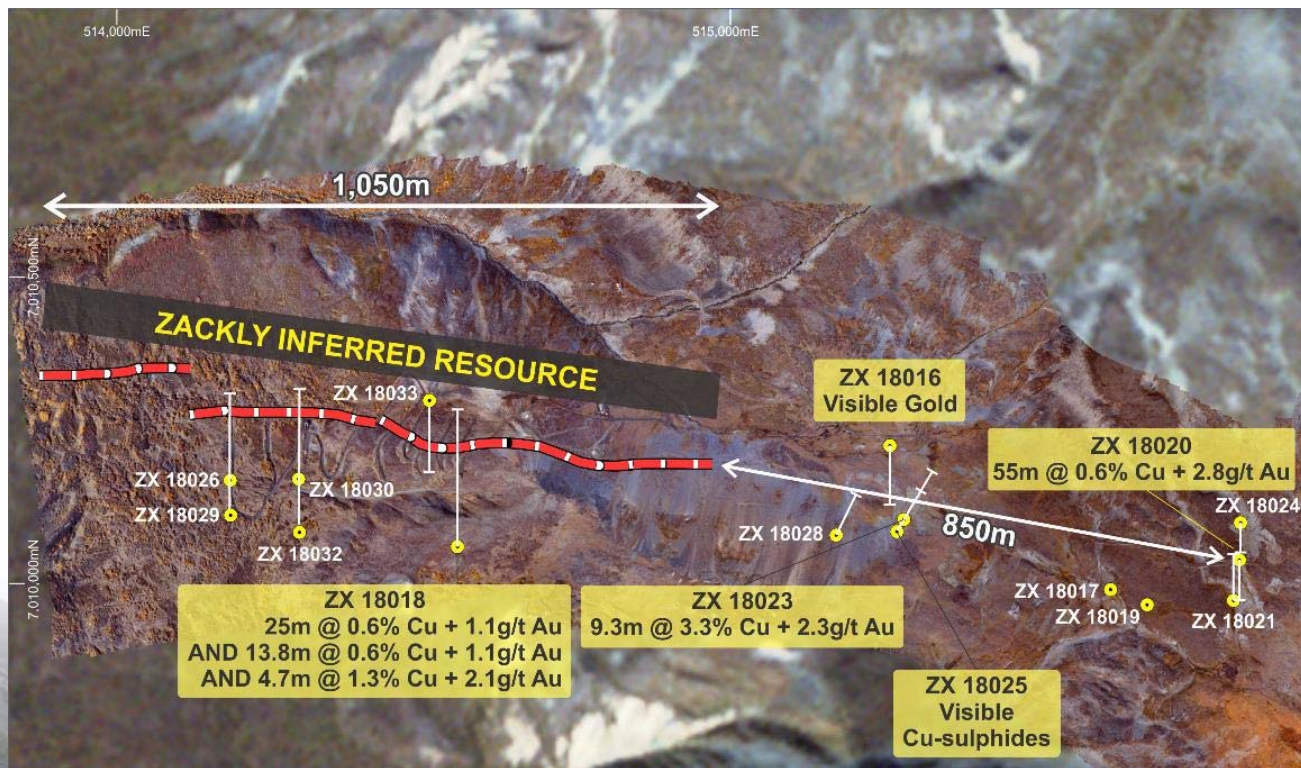 514,000mE
515,000mE
1,050m
7,010,500mN
ZACKLY INFERRED RESOURCE
ZX 18033
ZX 18016
Visible Gold
ZX 18020
55m @ 0.6% Cu + 2.8g/t Au
ZX 18026
ZX 18030
ZX 18029
ZX 18032
ZX 18028
850m
ZX 18024
7,010,000mN
ZX 18017
ZX 18019
ZX 18021
ZX 18018
25m @ 0.6% Cu + 1.1g/t Au
AND 13.8m @ 0.6% Cu + 1.1g/t Au
AND 4.7m @ 1.3% Cu + 2.1g/t Au
ZX 18023
9.3m @ 3.3% Cu + 2.3g/t Au
ZX 18025
Visible
Cu-sulphides